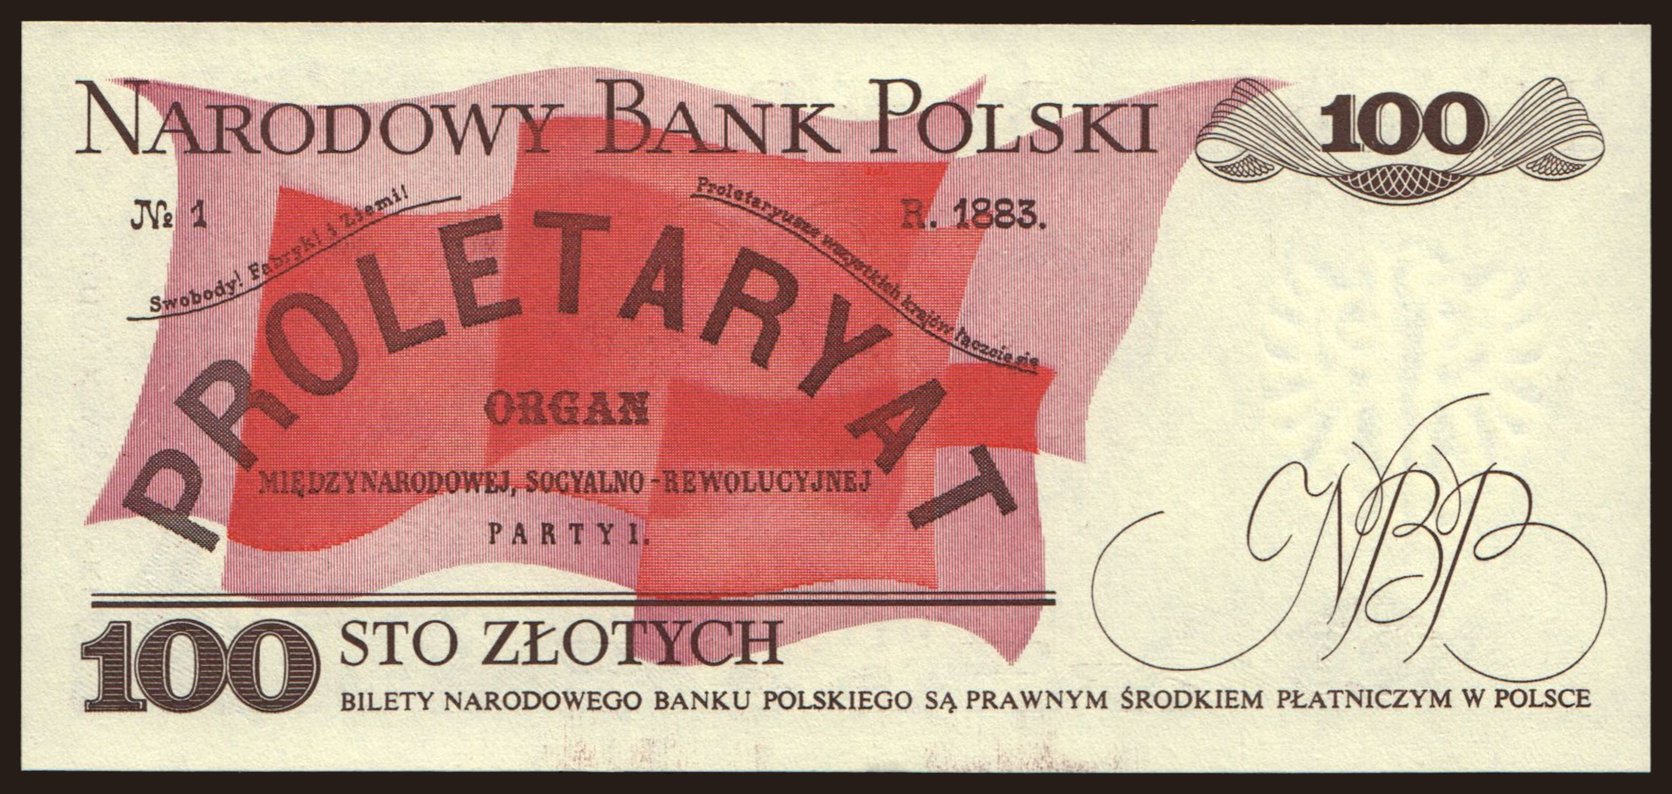 NARODOWY BANK POLSKI
100
№ 1
R. 1883.
Swobody! Fabryk! i Ziemi!
Proletaryusze wszystkich krajów łączcie się
PROLETARYAT
ORGAN
MIĘDZYNARODOWEJ, SOCYALNO-REWOLUCYJNEJ
PARTYI.
NBP
100
STO ZŁOTYCH
BILETY NARODOWEGO BANKU POLSKIEGO SĄ PRAWNYM ŚRODKIEM PŁATNICZYM W POLSCE